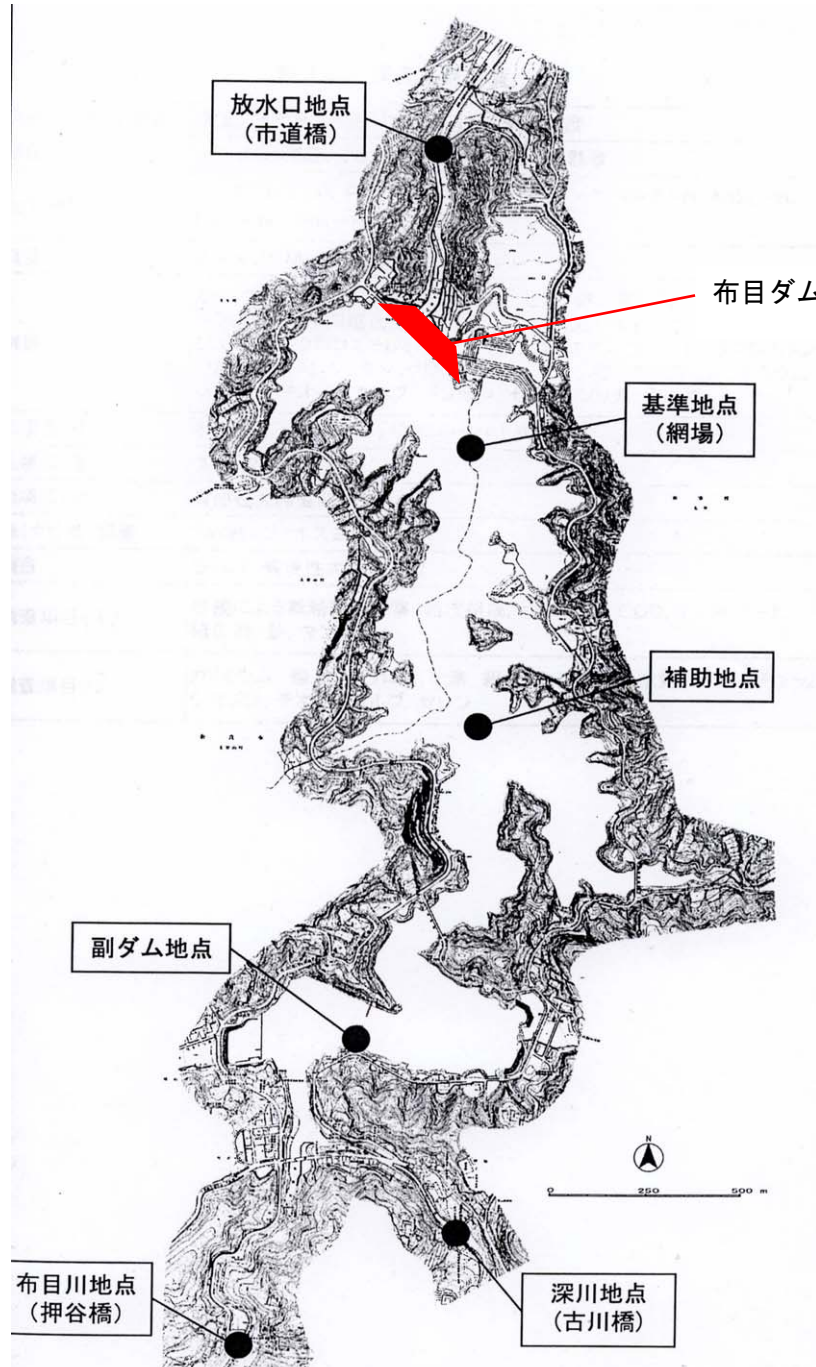 放水口地点
（市道橋）
布目ダム
基準地点
（網場）
補助地点
副ダム地点
N
0 250 500 m
布目川地点
（押谷橋）
深川地点
（古川橋）